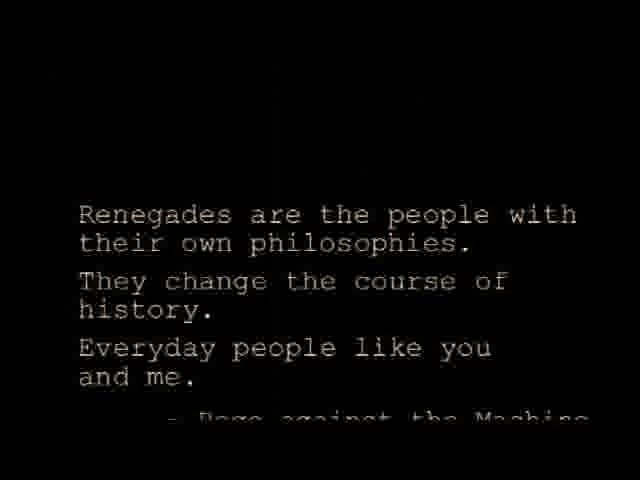 Renegades are the people with
their own philosophies.
They change the course of
history.
Everyday people like you
and me.
- Rage against the Machine